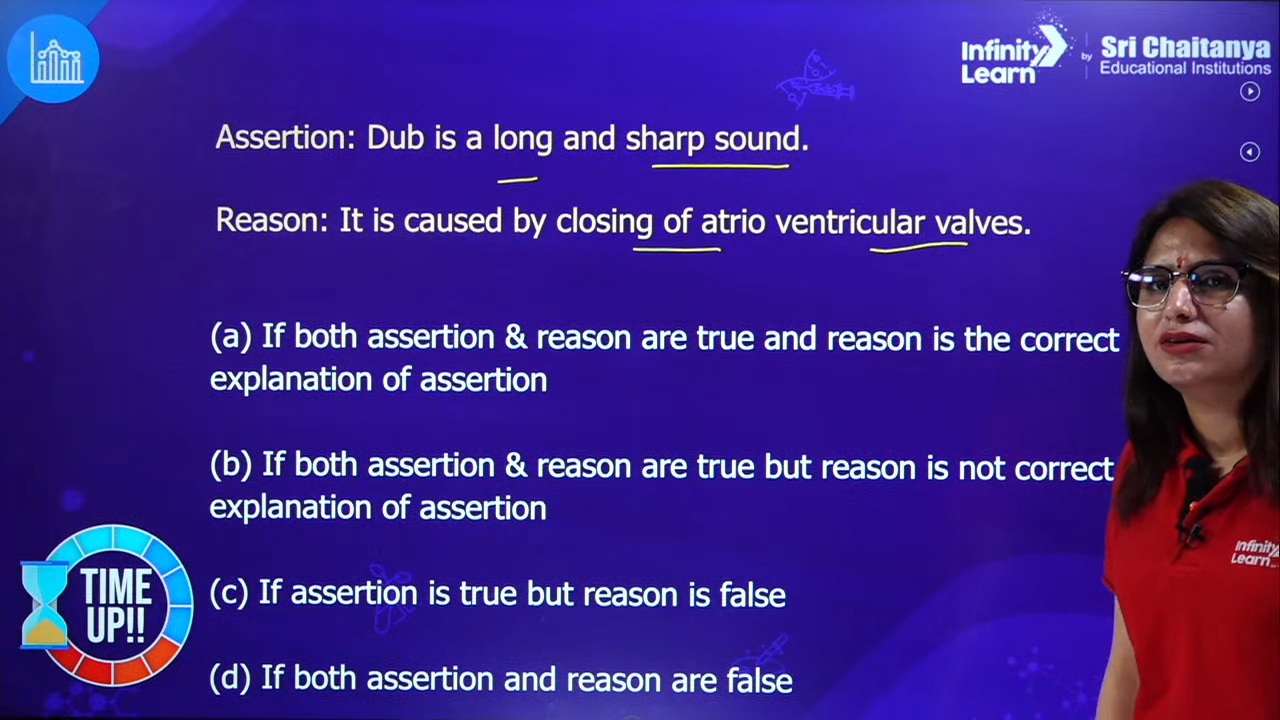 Infinity Learn by Sri Chaitanya Educational Institutions
Assertion: Dub is a long and sharp sound.
Reason: It is caused by closing of atrio ventricular valves.
(a) If both assertion & reason are true and reason is the correct
explanation of assertion
(b) If both assertion & reason are true but reason is not correct
explanation of assertion
(c) If assertion is true but reason is false
(d) If both assertion and reason are false
TIME
UP!!
Infinity
Learn